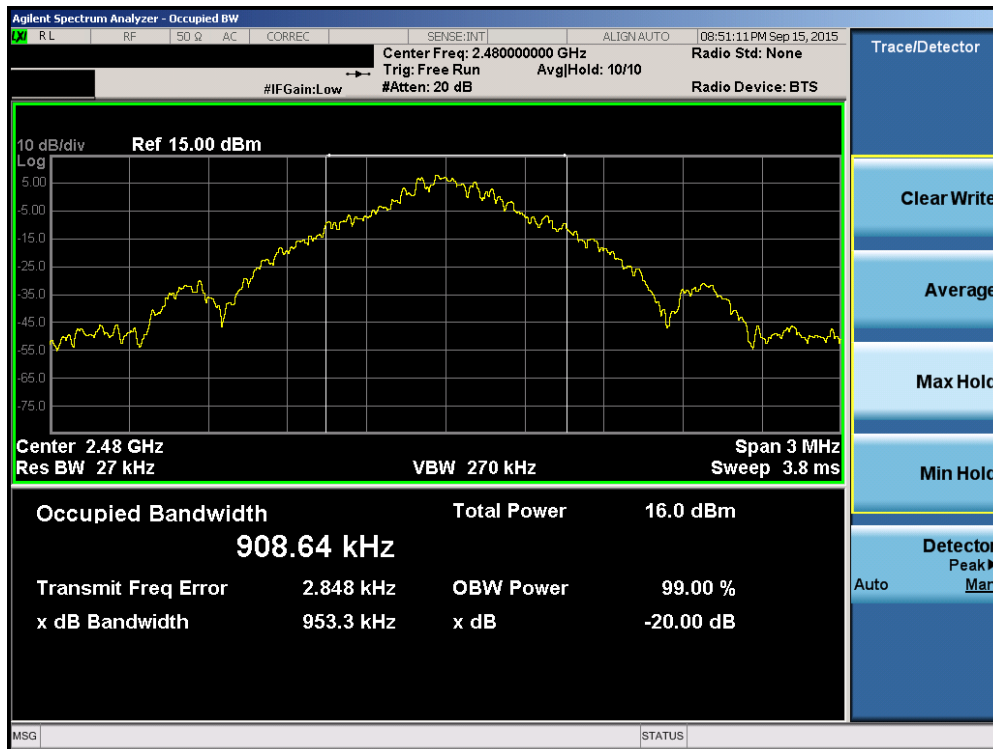 Agilent Spectrum Analyzer - Occupied BW
LXI RL RF 50 Ω AC CORREC SENSE:INT ALIGN AUTO 08:51:11 PM Sep 15, 2015
Center Freq: 2.480000000 GHz Radio Std: None
Trig: Free Run Avg|Hold: 10/10
#IFGain:Low #Atten: 20 dB Radio Device: BTS
10 dB/div Ref 15.00 dBm
Log
5.00
-5.00
-15.0
-25.0
-35.0
-45.0
-55.0
-65.0
-75.0
Center 2.48 GHz Span 3 MHz
Res BW 27 kHz VBW 270 kHz Sweep 3.8 ms
Occupied Bandwidth Total Power 16.0 dBm
908.64 kHz
Transmit Freq Error 2.848 kHz OBW Power 99.00 %
x dB Bandwidth 953.3 kHz x dB -20.00 dB
MSG STATUS
Trace/Detector
Clear Write
Average
Max Hold
Min Hold
Detector
Peak
Auto Man